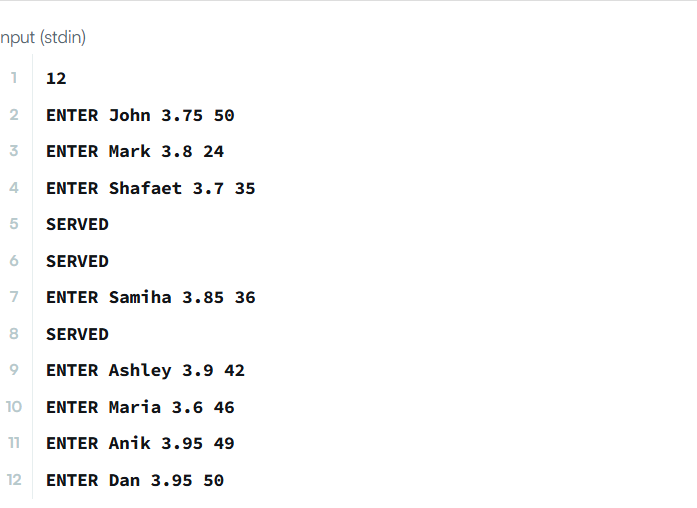 nput (stdin)
1 12
2 ENTER John 3.75 50
3 ENTER Mark 3.8 24
4 ENTER Shafaet 3.7 35
5 SERVED
6 SERVED
7 ENTER Samiha 3.85 36
8 SERVED
9 ENTER Ashley 3.9 42
10 ENTER Maria 3.6 46
11 ENTER Anik 3.95 49
12 ENTER Dan 3.95 50